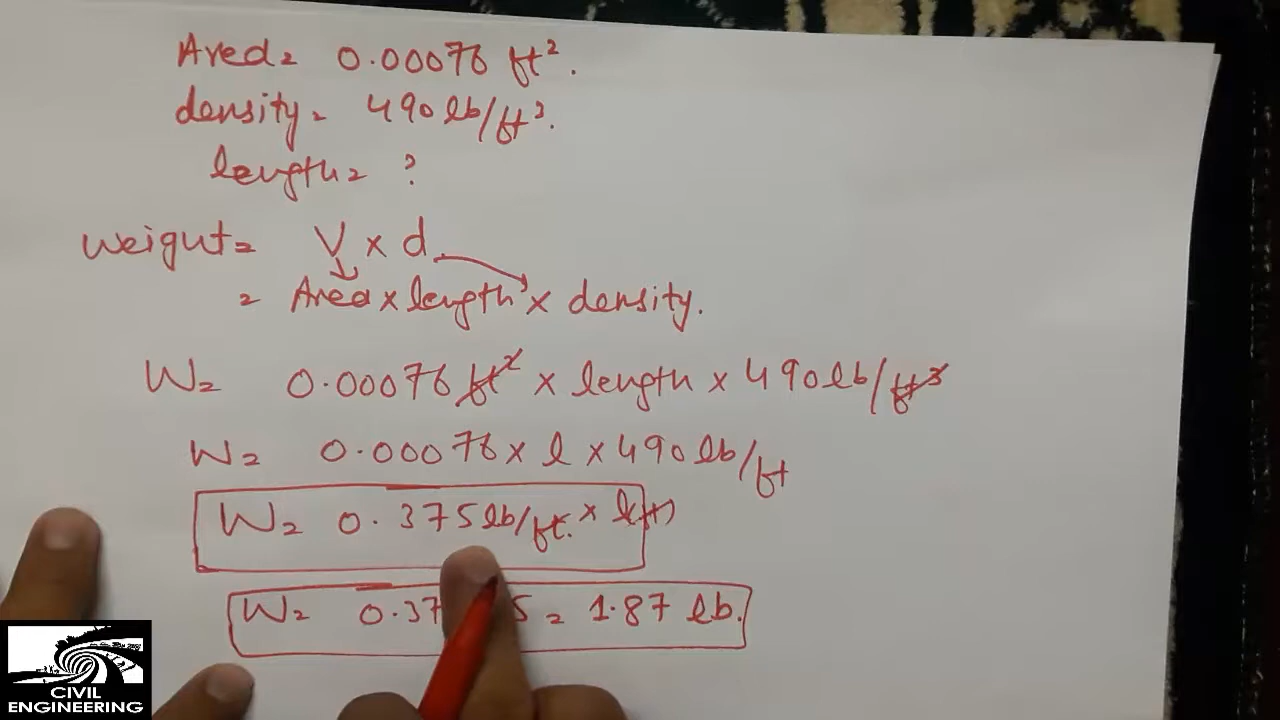 Area = 0.00076 ft².
density = 490 lb/ft³.
length = ?
Weight = V x d
= Area x length x density.
W = 0.00076 ft² x length x 490 lb/ft³
W = 0.00076 x l x 490 lb/ft
W = 0.375 lb/ft. x l(ft)
W = 0.37 5 = 1.87 lb.
CIVIL
ENGINEERING